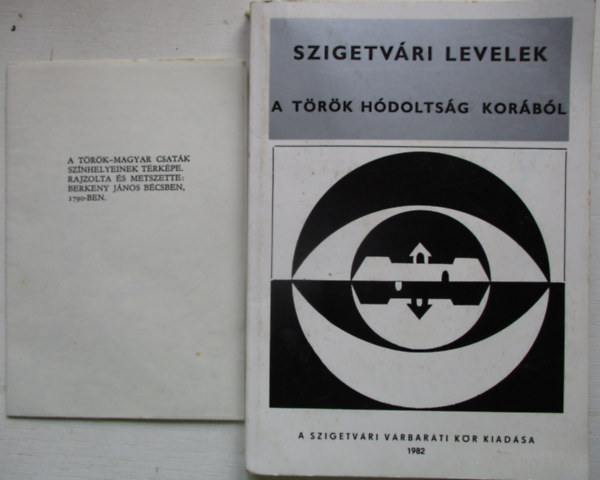 A TÖRÖK-MAGYAR CSATÁK
SZÍNHELYEINEK TÉRKÉPE.
RAJZOLTA ÉS METSZETTE:
BERKENY JÁNOS BÉCSBEN,
1790-BEN.
SZIGETVÁRI LEVELEK
A TÖRÖK HÓDOLTSÁG KORÁBÓL
A SZIGETVÁRI VÁRBARÁTI KÖR KIADÁSA
1982